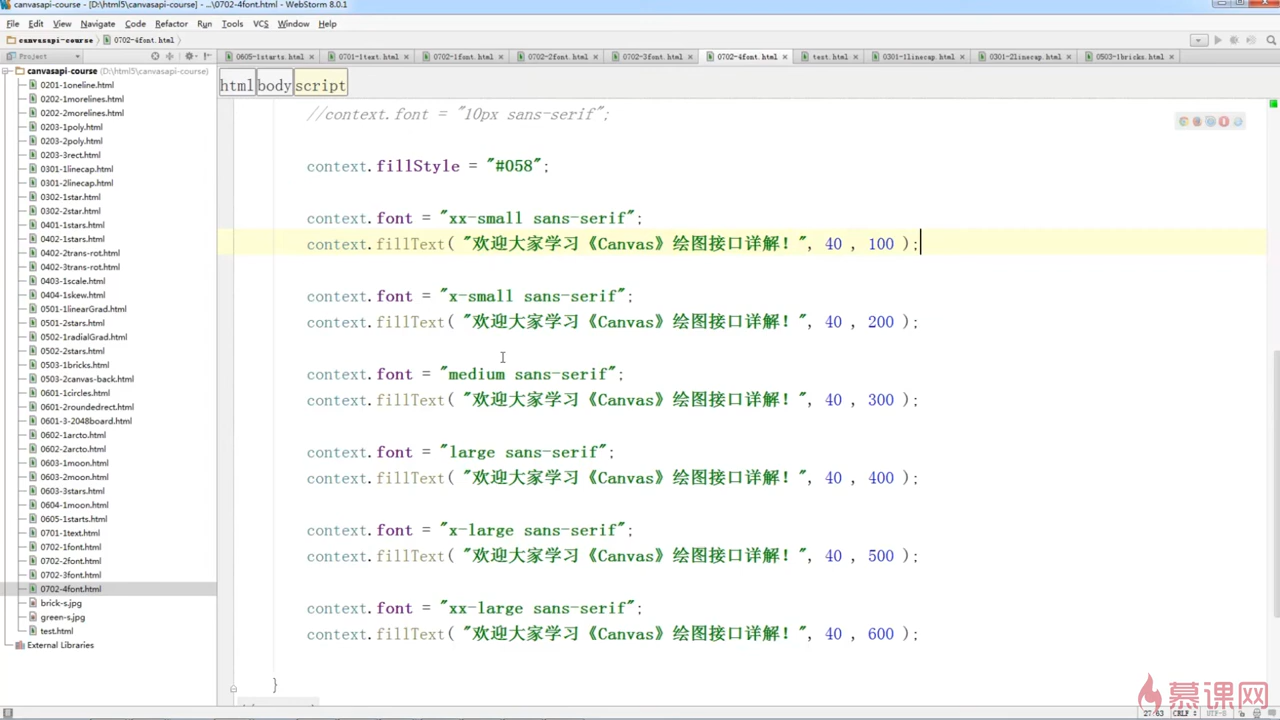 canvasapi-course - [D:\html5\canvasapi-course] - ...\0702-4font.html - WebStorm 8.0.1
File Edit View Navigate Code Refactor Run Tools VCS Window Help
canvasapi-course 0702-4font.html
Project
0605-1starts.html 0701-1text.html 0702-1font.html 0702-2font.html 0702-3font.html 0702-4font.html test.html 0301-1linecap.html 0301-2linecap.html 0503-1bricks.html
canvasapi-course (D:\html5\canvasapi-course)
0201-1oneline.html
0202-1morelines.html
0202-2morelines.html
0203-1poly.html
0203-2poly.html
0203-3rect.html
0301-1linecap.html
0301-2linecap.html
0302-1star.html
0302-2star.html
0401-1stars.html
0402-1stars.html
0402-2trans-rot.html
0402-3trans-rot.html
0403-1scale.html
0404-1skew.html
0501-1linearGrad.html
0501-2stars.html
0502-1radialGrad.html
0502-2stars.html
0503-1bricks.html
0503-2canvas-back.html
0601-1circles.html
0601-2roundedrect.html
0601-3-2048board.html
0602-1arcto.html
0602-2arcto.html
0603-1moon.html
0603-2moon.html
0603-3stars.html
0604-1moon.html
0605-1starts.html
0701-1text.html
0702-1font.html
0702-2font.html
0702-3font.html
0702-4font.html
brick-s.jpg
green-s.jpg
test.html
External Libraries
html body script
//context.font = "10px sans-serif";
context.fillStyle = "#058";
context.font = "xx-small sans-serif";
context.fillText( "欢迎大家学习《Canvas》绘图接口详解！", 40 , 100 );
context.font = "x-small sans-serif";
context.fillText( "欢迎大家学习《Canvas》绘图接口详解！", 40 , 200 );
context.font = "medium sans-serif";
context.fillText( "欢迎大家学习《Canvas》绘图接口详解！", 40 , 300 );
context.font = "large sans-serif";
context.fillText( "欢迎大家学习《Canvas》绘图接口详解！", 40 , 400 );
context.font = "x-large sans-serif";
context.fillText( "欢迎大家学习《Canvas》绘图接口详解！", 40 , 500 );
context.font = "xx-large sans-serif";
context.fillText( "欢迎大家学习《Canvas》绘图接口详解！", 40 , 600 );
}
慕课网
27:63 CRLF UTF-8